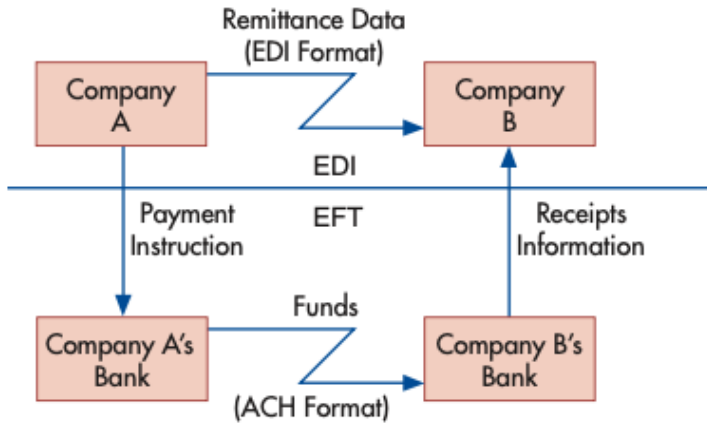 Remittance Data
(EDI Format)
Company
A
Company
B
EDI
EFT
Payment
Instruction
Receipts
Information
Funds
Company A's
Bank
Company B's
Bank
(ACH Format)